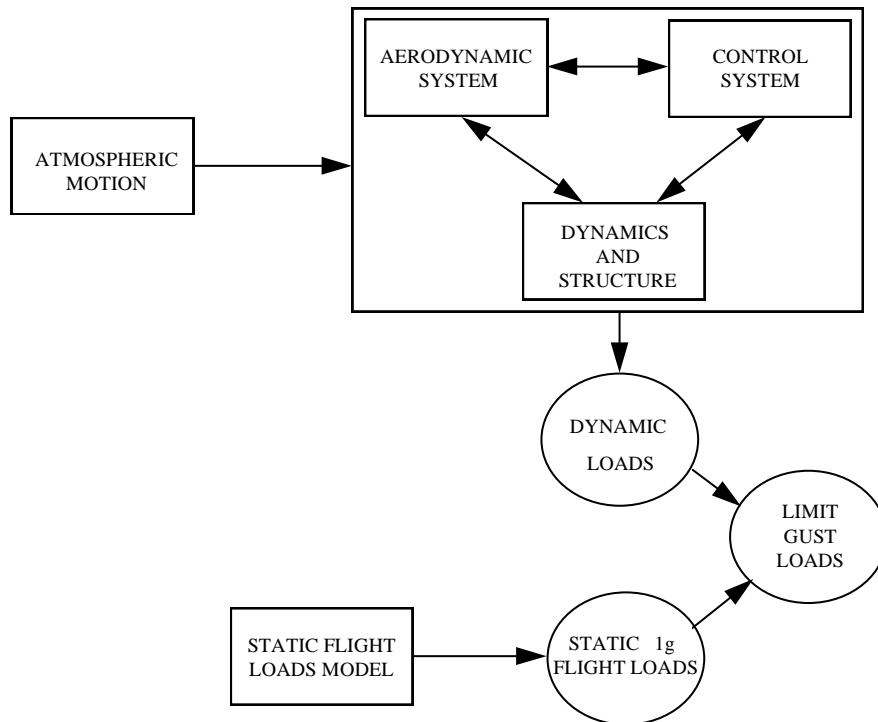 AERODYNAMIC
SYSTEM
CONTROL
SYSTEM
ATMOSPHERIC
MOTION
DYNAMICS
AND
STRUCTURE
DYNAMIC
LOADS
LIMIT
GUST
LOADS
STATIC FLIGHT
LOADS MODEL
STATIC 1g
FLIGHT LOADS